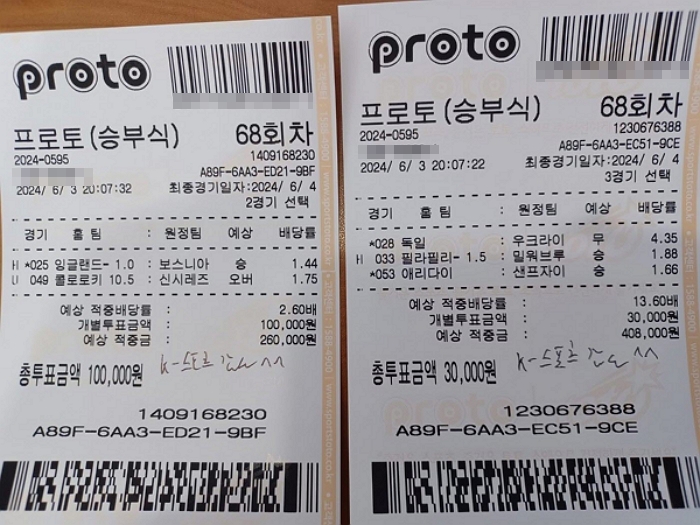 proto
프로토(승부식) 68회차
2024-0595 1409168230
A89F-6AA3-ED21-9BF
2024/ 6/ 3 20:07:32 최종경기일자:2024/ 6/ 4
2경기 선택
경기 홈 팀 : 원정팀 예상 배당률
H *025 잉글랜드- 1.0 : 보스니아 승 1.44
U 049 콜로로키 10.5 : 신시레즈 오버 1.75
예상 적중배당률 : 2.60배
개별투표금액 : 100,000원
예상 적중금 : 260,000원
총투표금액 100,000원 K-스포츠 ^^
1409168230
A89F-6AA3-ED21-9BF
proto
프로토(승부식) 68회차
2024-0595 1230676388
A89F-6AA3-EC51-9CE
2024/ 6/ 3 20:07:22 최종경기일자:2024/ 6/ 4
3경기 선택
경기 홈 팀 : 원정팀 예상 배당률
*028 독일 : 우크라이 무 4.35
H 033 필라필리- 1.5 : 밀워브루 승 1.88
*053 애리다이 : 샌프자이 승 1.66
예상 적중배당률 : 13.60배
개별투표금액 : 30,000원
예상 적중금 : 408,000원
총투표금액 30,000원 K-스포츠 ^^
1230676388
A89F-6AA3-EC51-9CE